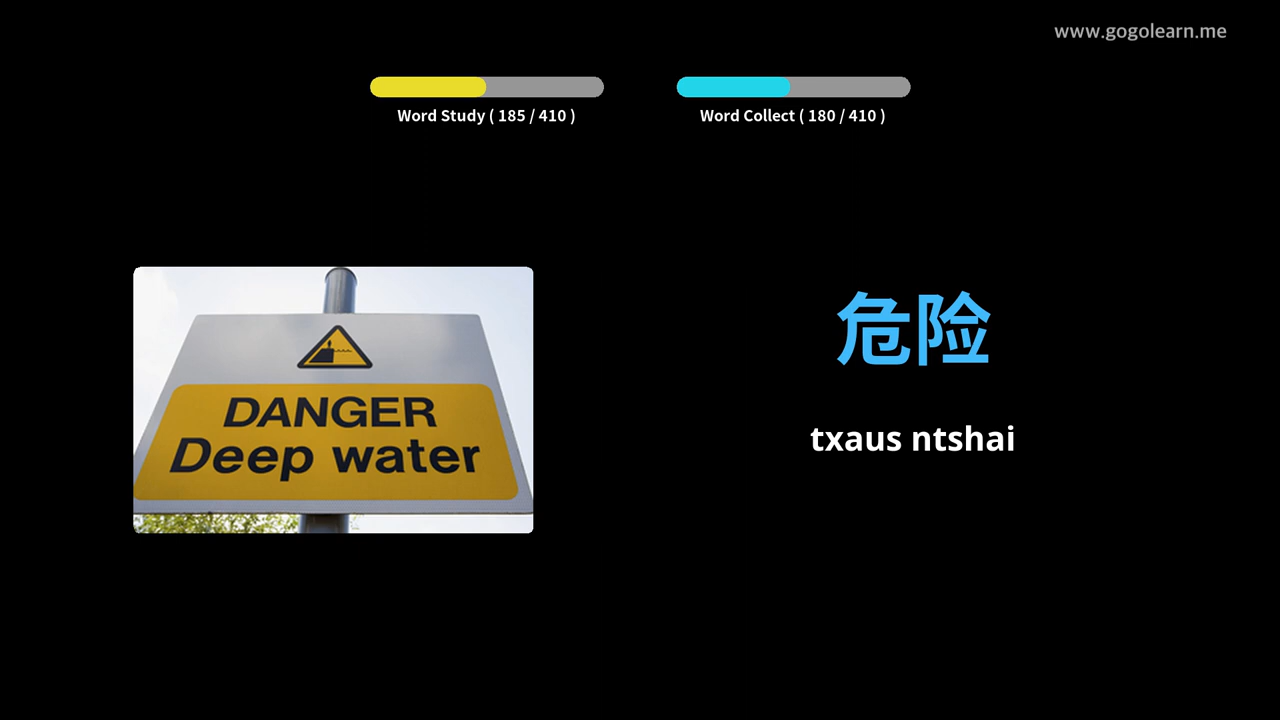 www.gogolearn.me
Word Study ( 185 / 410 )
Word Collect ( 180 / 410 )
DANGER
Deep water
危险
txaus ntshai